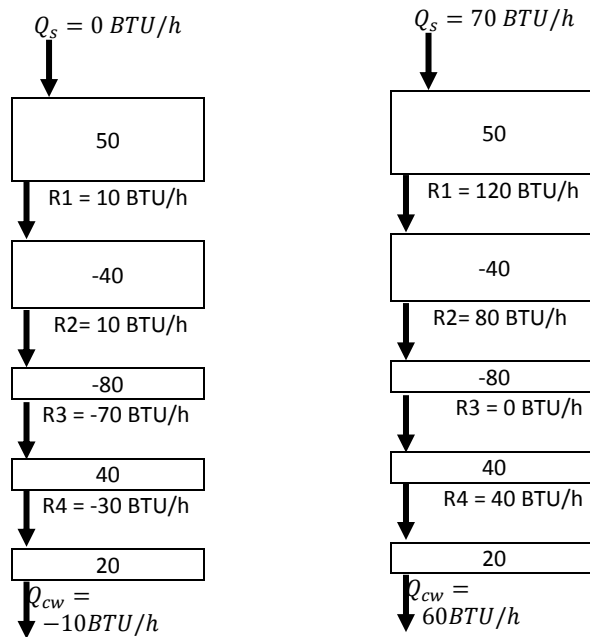 Q_s = 0 BTU/h
50
R1 = 10 BTU/h
-40
R2= 10 BTU/h
-80
R3 = -70 BTU/h
40
R4 = -30 BTU/h
20
Q_cw =
−10BTU/h
Q_s = 70 BTU/h
50
R1 = 120 BTU/h
-40
R2= 80 BTU/h
-80
R3 = 0 BTU/h
40
R4 = 40 BTU/h
20
Q_cw =
60BTU/h